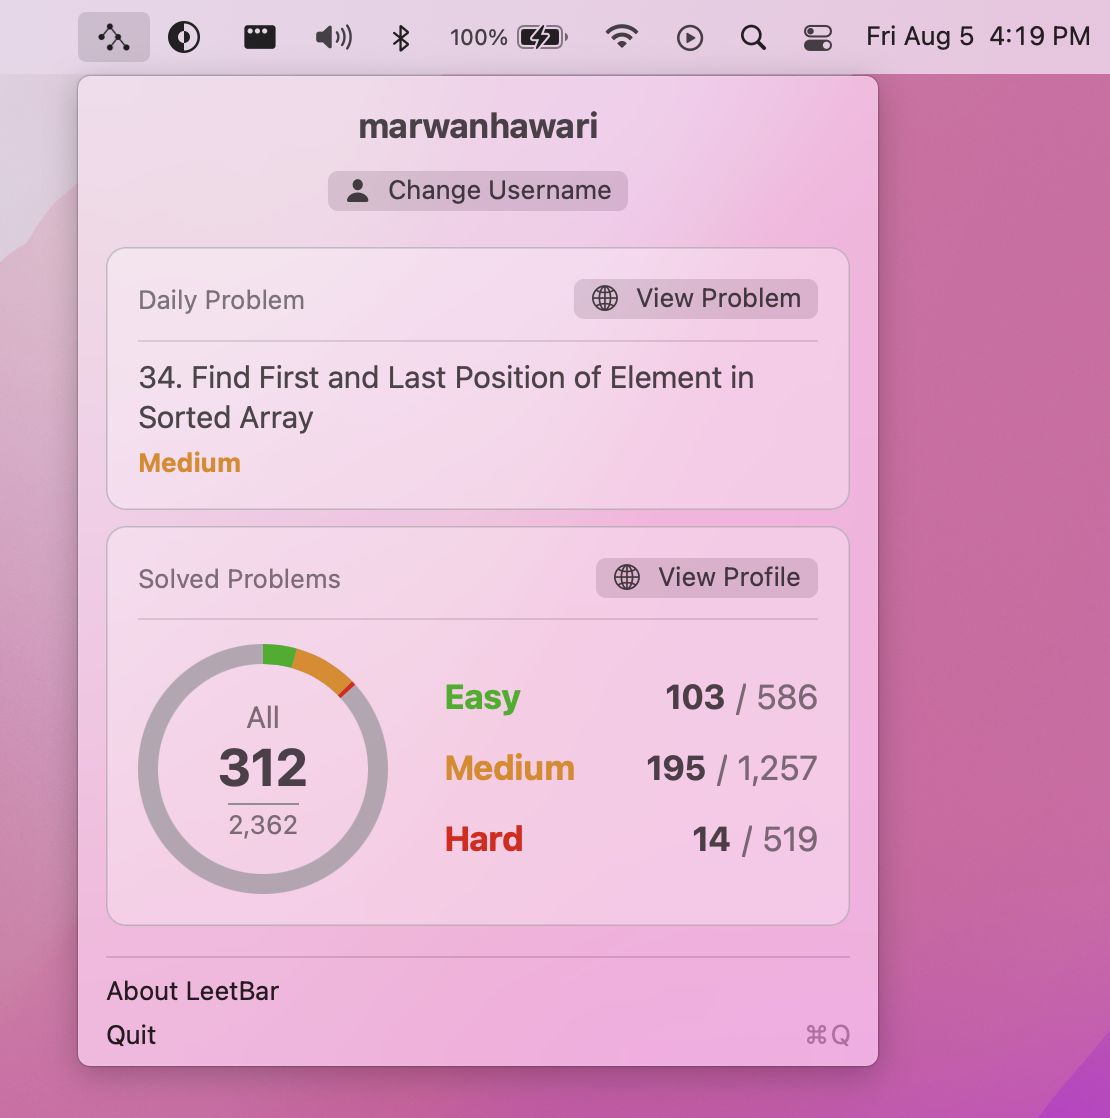 100% Fri Aug 5 4:19 PM
marwanhawari
Change Username
Daily Problem View Problem
34. Find First and Last Position of Element in
Sorted Array
Medium
Solved Problems View Profile
All
312
2,362
Easy 103 / 586
Medium 195 / 1,257
Hard 14 / 519
About LeetBar
Quit ⌘Q